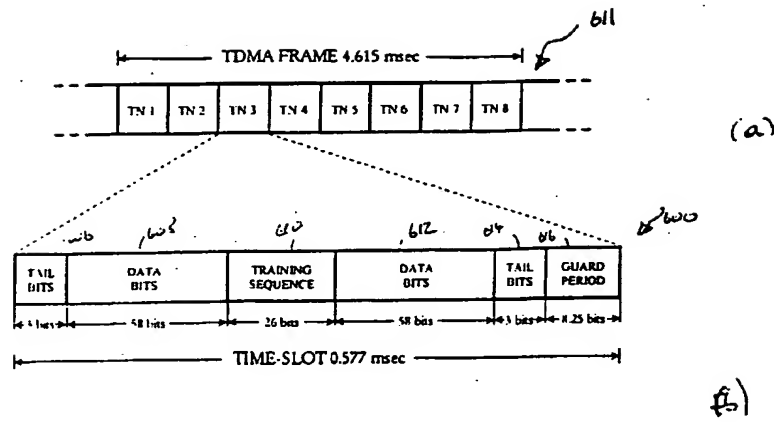 611
TDMA FRAME 4.615 msec
TN 1 TN 2 TN 3 TN 4 TN 5 TN 6 TN 7 TN 8
(a)
608 610 612 600
TAIL BITS DATA BITS TRAINING SEQUENCE DATA BITS TAIL BITS GUARD PERIOD
3 bits 58 bits 26 bits 58 bits 3 bits 8.25 bits
TIME-SLOT 0.577 msec